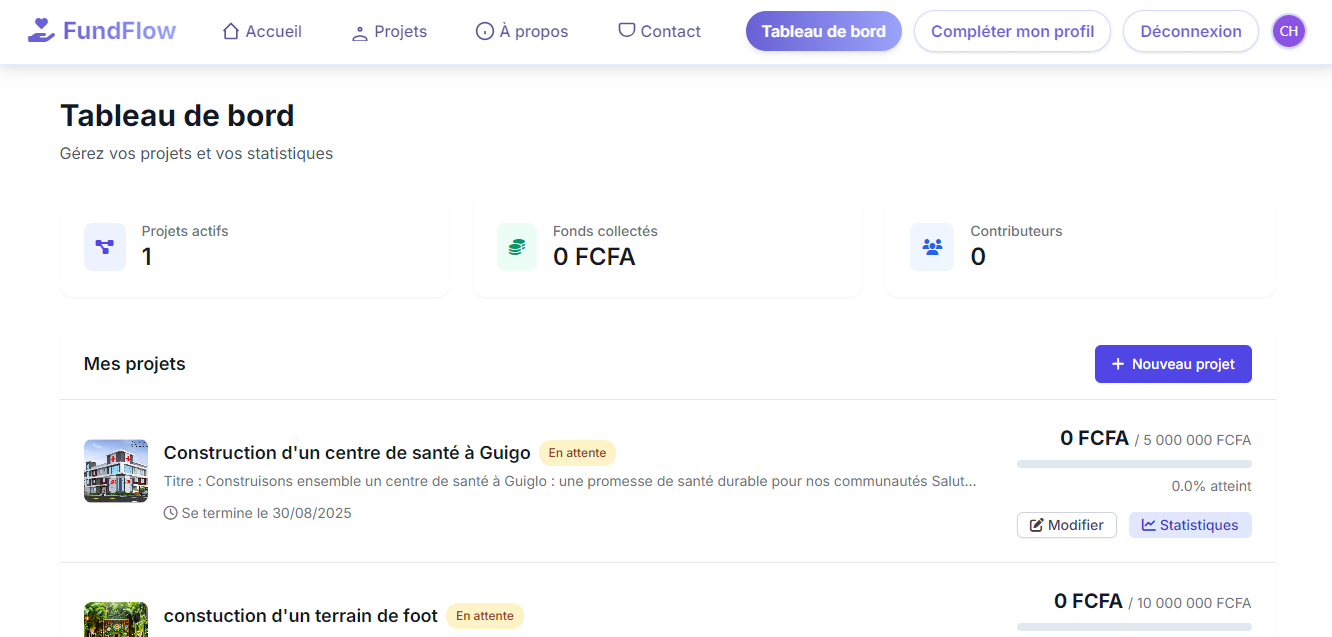 FundFlow
Accueil
Projets
À propos
Contact
Tableau de bord
Compléter mon profil
Déconnexion
CH
Tableau de bord
Gérez vos projets et vos statistiques
Projets actifs
1
Fonds collectés
0 FCFA
Contributeurs
0
Mes projets
+ Nouveau projet
Construction d'un centre de santé à Guigo
En attente
Titre : Construisons ensemble un centre de santé à Guiglo : une promesse de santé durable pour nos communautés Salut...
Se termine le 30/08/2025
0 FCFA / 5 000 000 FCFA
0.0% atteint
Modifier
Statistiques
constuction d'un terrain de foot
En attente
0 FCFA / 10 000 000 FCFA